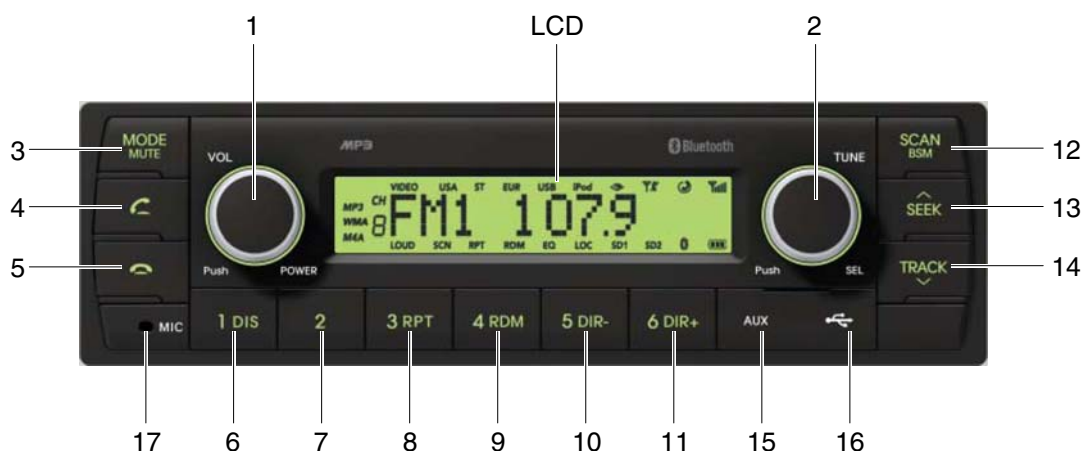 1 LCD 2
3 MODE MUTE VOL MP3 Bluetooth TUNE SCAN BSM 12
VIDEO USA ST EUR USB iPod
MP3 CH
WMA 8 FM1 107.9
M4A
LOUD SCN RPT RDM EQ LOC SD1 SD2
4 SEEK 13
5 Push POWER Push SEL TRACK 14
MIC 1 DIS 2 3 RPT 4 RDM 5 DIR- 6 DIR+ AUX
17 6 7 8 9 10 11 15 16